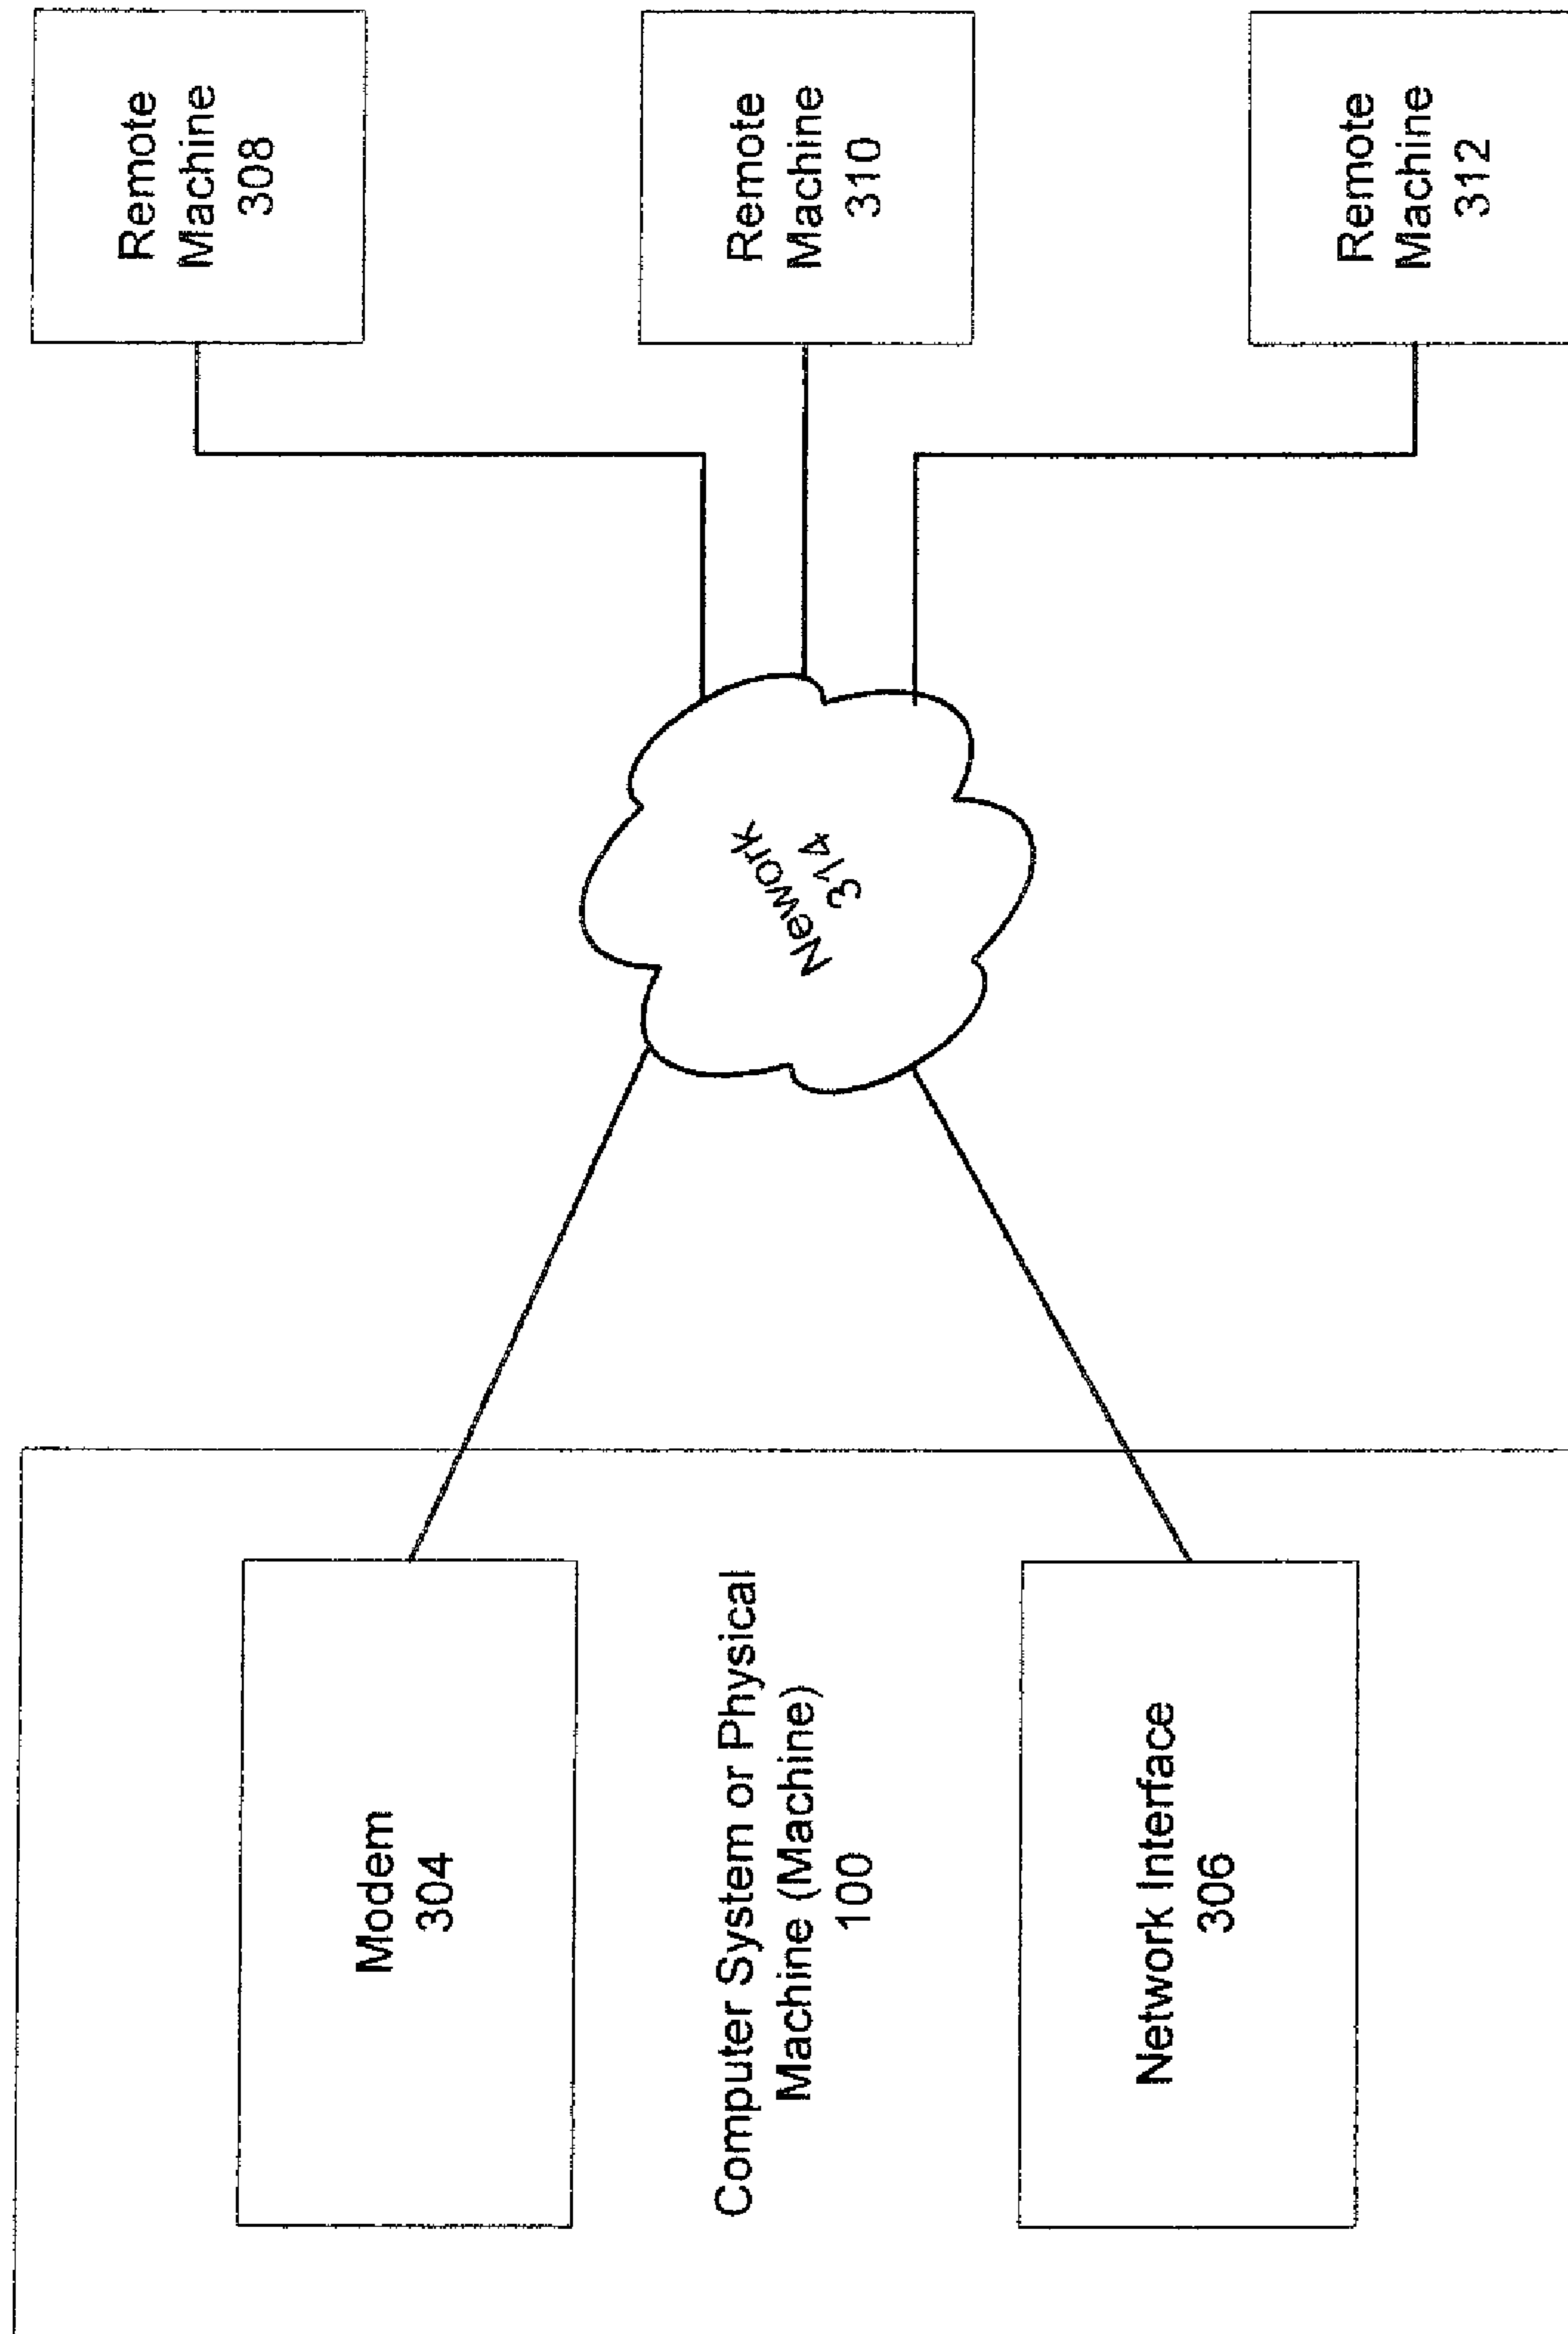 Modem
304
Computer System or Physical
Machine (Machine)
100
Network Interface
306
Nework
314
Remote
Machine
308
Remote
Machine
310
Remote
Machine
312